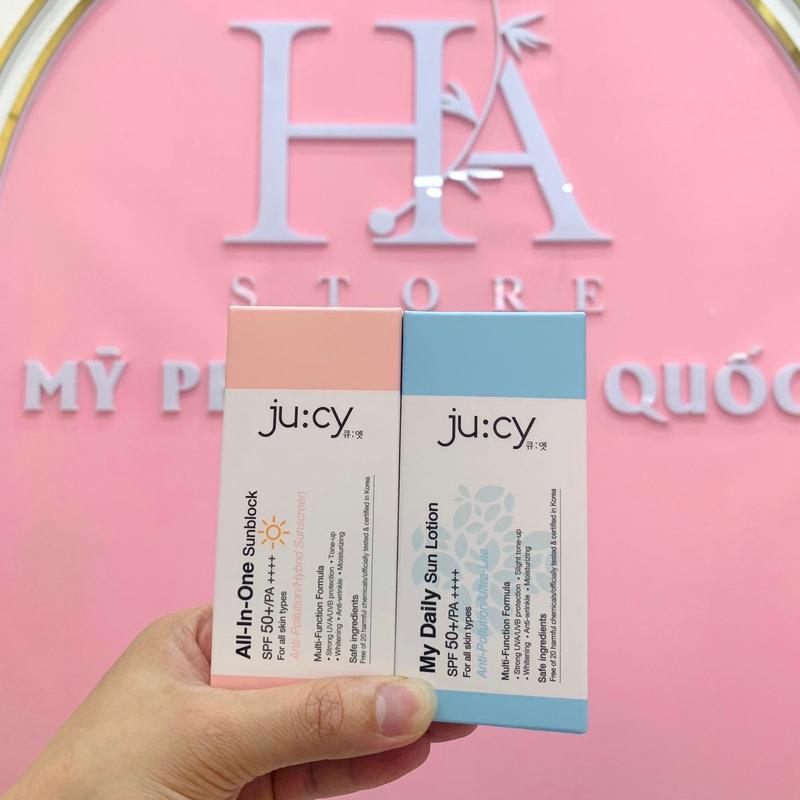 HA
STORE
MỸ QUỐC
ju:cy
큐:엣
All-In-One Sunblock
SPF 50+/PA ++++
For all skin types
Anti-Pollution/Hybrid Sunscreen
Multi-Function Formula
• Strong UVA/UVB protection • Tone-up
• Whitening • Anti-wrinkle • Moisturizing
Safe ingredients
Free of 20 harmful chemicals/officially tested & certified in Korea
ju:cy
큐:엣
My Daily Sun Lotion
SPF 50+/PA ++++
For all skin types
Anti-Pollution/Ultra-Lite
Multi-Function Formula
• Strong UVA/UVB protection • Slight tone-up
• Whitening • Anti-wrinkle • Moisturizing
Safe ingredients
Free of 20 harmful chemicals/officially tested & certified in Korea